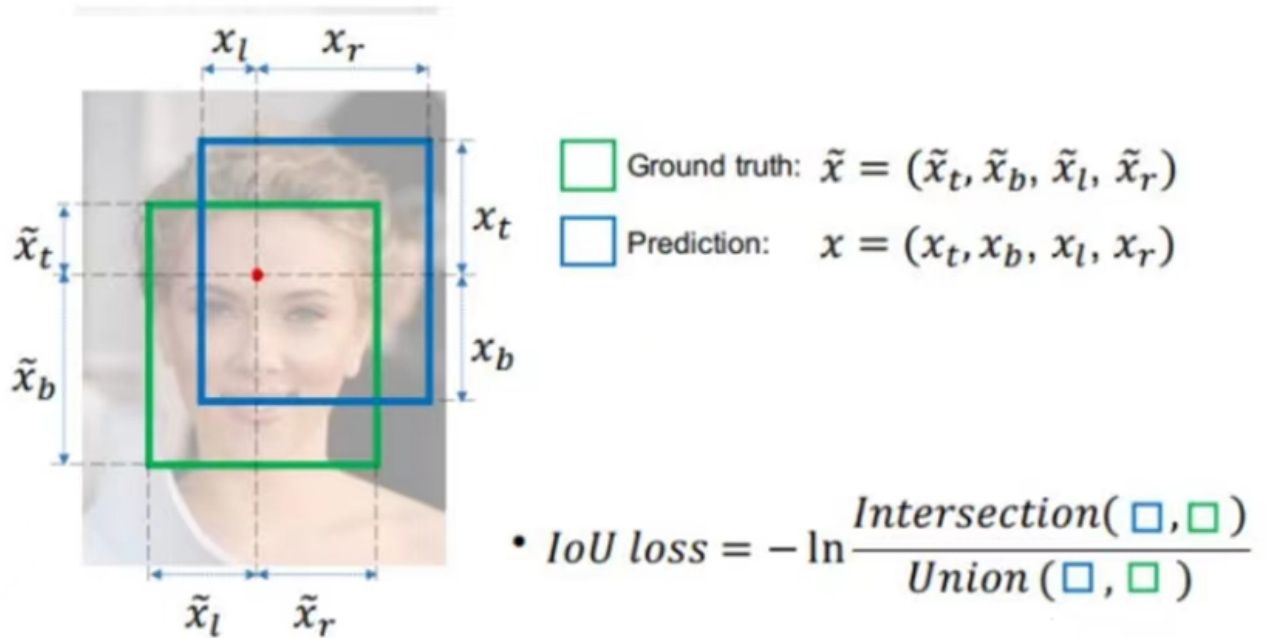 x_l x_r
Ground truth: x̃ = (x̃_t, x̃_b, x̃_l, x̃_r)
x̃_t x_t
Prediction: x = (x_t, x_b, x_l, x_r)
x̃_b x_b
• IoU loss = − ln Intersection( □ , □ )
Union ( □ , □ )
x̃_l x̃_r